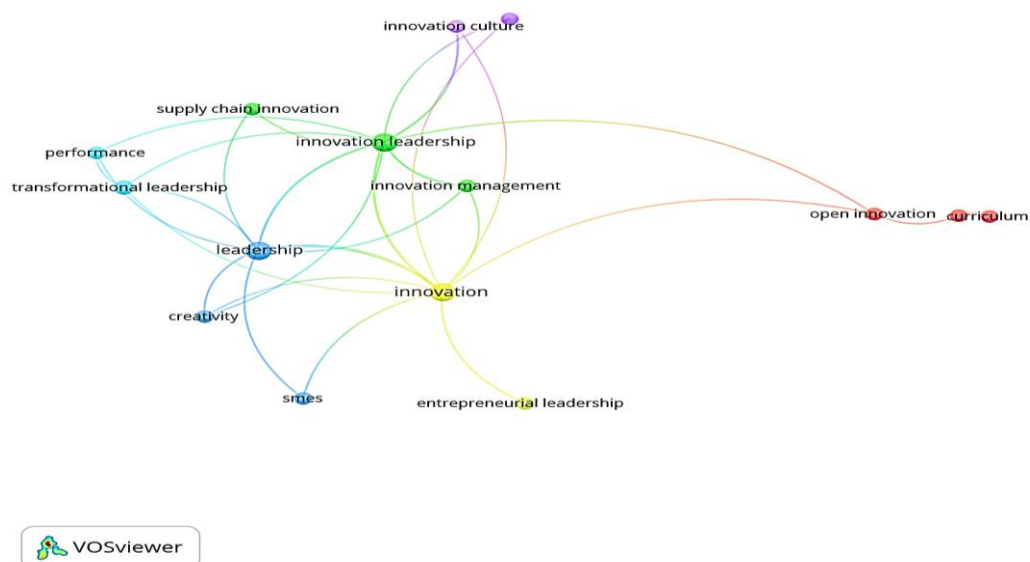 innovation culture
supply chain innovation
innovation leadership
performance
transformational leadership
innovation management
open innovation
curriculum
leadership
innovation
creativity
smes
entrepreneurial leadership
VOSviewer